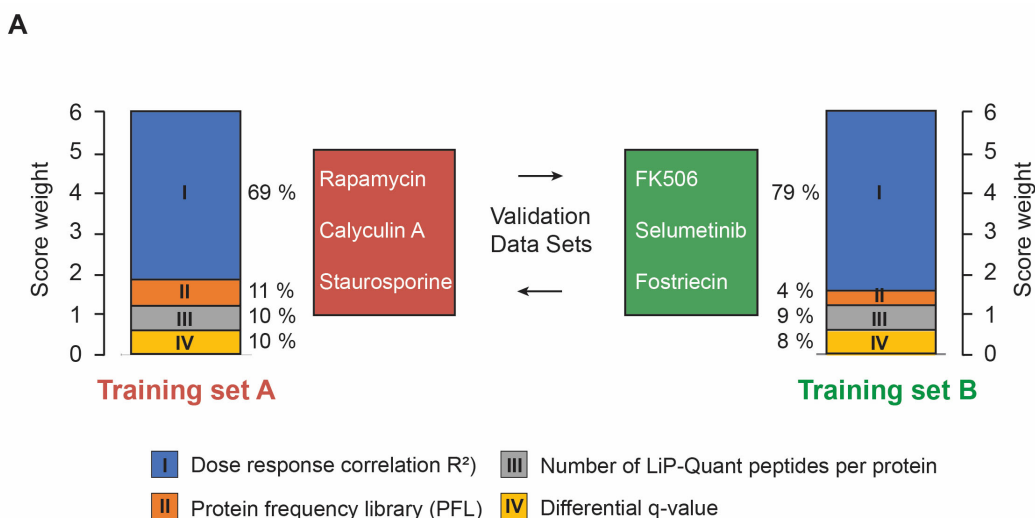 A
Score weight
6
5
4
3
2
1
0
I
II
III
IV
69 %
11 %
10 %
10 %
Training set A
Rapamycin
Calyculin A
Staurosporine
Validation
Data Sets
FK506
Selumetinib
Fostriecin
79 %
4 %
9 %
8 %
I
II
III
IV
Training set B
6
5
4
3
2
1
0
Score weight
I Dose response correlation R²)
II Protein frequency library (PFL)
III Number of LiP-Quant peptides per protein
IV Differential q-value